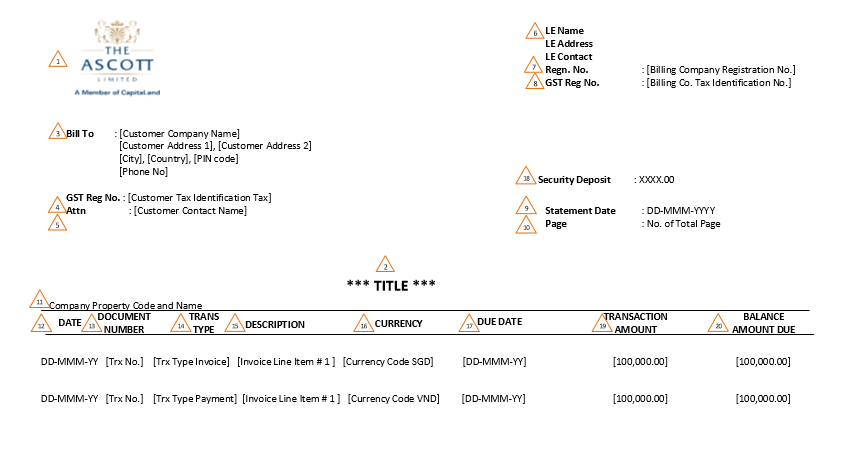 THE
ASCOTT
LIMITED
A Member of CapitaLand
1
6 LE Name
LE Address
LE Contact
7 Regn. No. : [Billing Company Registration No.]
8 GST Reg No. : [Billing Co. Tax Identification No.]
3 Bill To : [Customer Company Name]
[Customer Address 1], [Customer Address 2]
[City], [Country], [PIN code]
[Phone No]
18 Security Deposit : XXXX.00
GST Reg No. : [Customer Tax Identification Tax]
4 Attn : [Customer Contact Name]
5
9 Statement Date : DD-MMM-YYYY
10 Page : No. of Total Page
2
*** TITLE ***
11 Company Property Code and Name
12 DATE 13 DOCUMENT NUMBER 14 TRANS TYPE 15 DESCRIPTION 16 CURRENCY 17 DUE DATE 19 TRANSACTION AMOUNT 20 BALANCE AMOUNT DUE
DD-MMM-YY [Trx No.] [Trx Type Invoice] [Invoice Line Item # 1 ] [Currency Code SGD] [DD-MMM-YY] [100,000.00] [100,000.00]
DD-MMM-YY [Trx No.] [Trx Type Payment] [Invoice Line Item # 1 ] [Currency Code VND] [DD-MMM-YY] [100,000.00] [100,000.00]